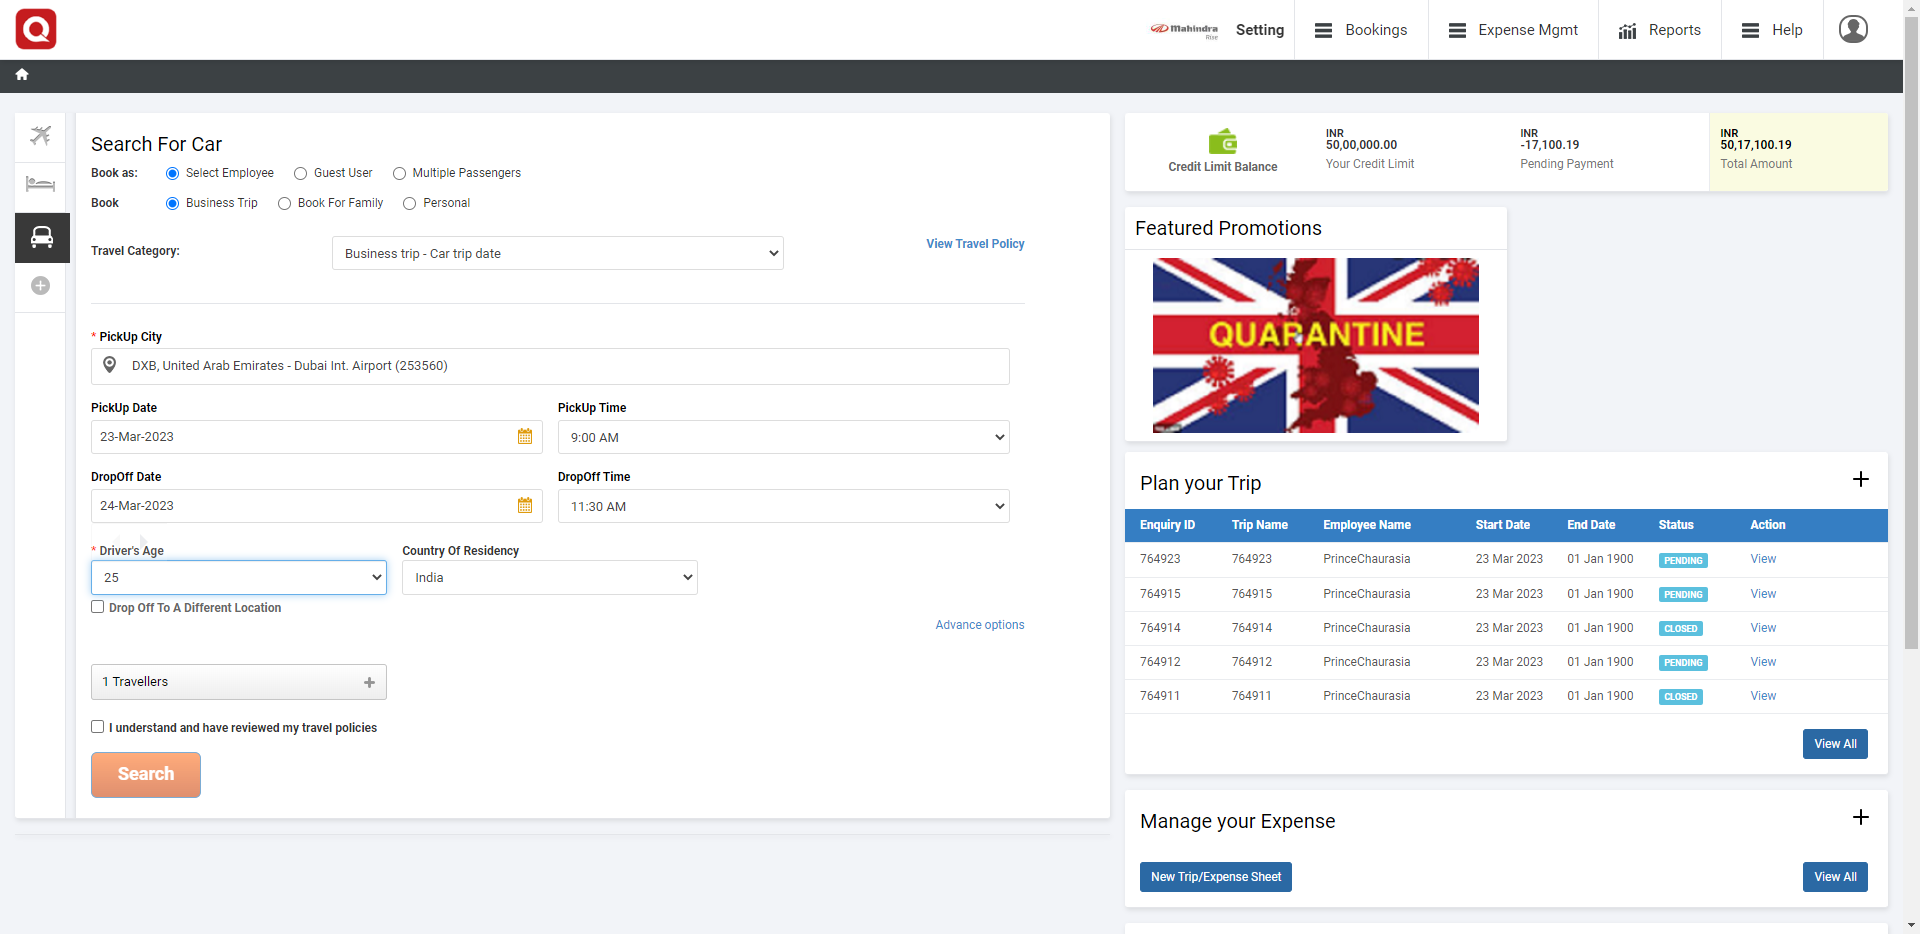 Mahindra
Rise
Setting
Bookings
Expense Mgmt
Reports
Help
Search For Car
Book as:
Select Employee
Guest User
Multiple Passengers
Book
Business Trip
Book For Family
Personal
Travel Category:
Business trip - Car trip date
View Travel Policy
* PickUp City
DXB, United Arab Emirates - Dubai Int. Airport (253560)
PickUp Date
PickUp Time
23-Mar-2023
9:00 AM
DropOff Date
DropOff Time
24-Mar-2023
11:30 AM
* Driver's Age
Country Of Residency
25
India
Drop Off To A Different Location
Advance options
1 Travellers
I understand and have reviewed my travel policies
Search
Credit Limit Balance
INR
50,00,000.00
Your Credit Limit
INR
-17,100.19
Pending Payment
INR
50,17,100.19
Total Amount
Featured Promotions
QUARANTINE
Plan your Trip
Enquiry ID Trip Name Employee Name Start Date End Date Status Action
764923 764923 PrinceChaurasia 23 Mar 2023 01 Jan 1900 PENDING View
764915 764915 PrinceChaurasia 23 Mar 2023 01 Jan 1900 PENDING View
764914 764914 PrinceChaurasia 23 Mar 2023 01 Jan 1900 CLOSED View
764912 764912 PrinceChaurasia 23 Mar 2023 01 Jan 1900 PENDING View
764911 764911 PrinceChaurasia 23 Mar 2023 01 Jan 1900 CLOSED View
View All
Manage your Expense
New Trip/Expense Sheet
View All